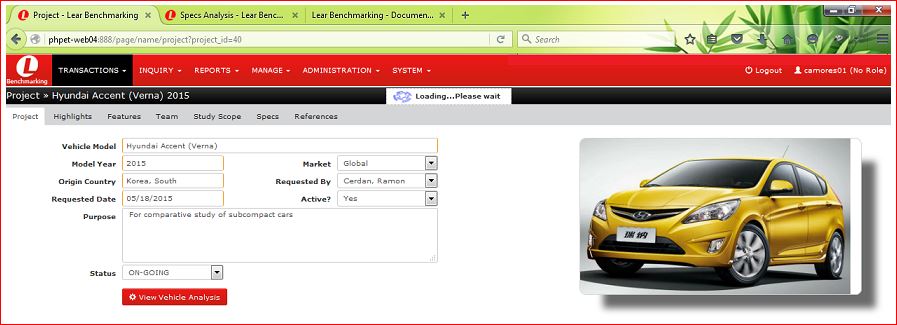 Project - Lear Benchmarking
Specs Analysis - Lear Benc...
Lear Benchmarking - Documen...
phpet-web04:888/page/name/project?project_id=40
Search
L
Benchmarking
TRANSACTIONS
INQUIRY
REPORTS
MANAGE
ADMINISTRATION
SYSTEM
Logout
camores01 (No Role)
Project » Hyundai Accent (Verna) 2015
Loading...Please wait
Project
Highlights
Features
Team
Study Scope
Specs
References
Vehicle Model Hyundai Accent (Verna)
Model Year 2015 Market Global
Origin Country Korea, South Requested By Cerdan, Ramon
Requested Date 05/18/2015 Active? Yes
Purpose For comparative study of subcompact cars
Status ON-GOING
View Vehicle Analysis
瑞纳